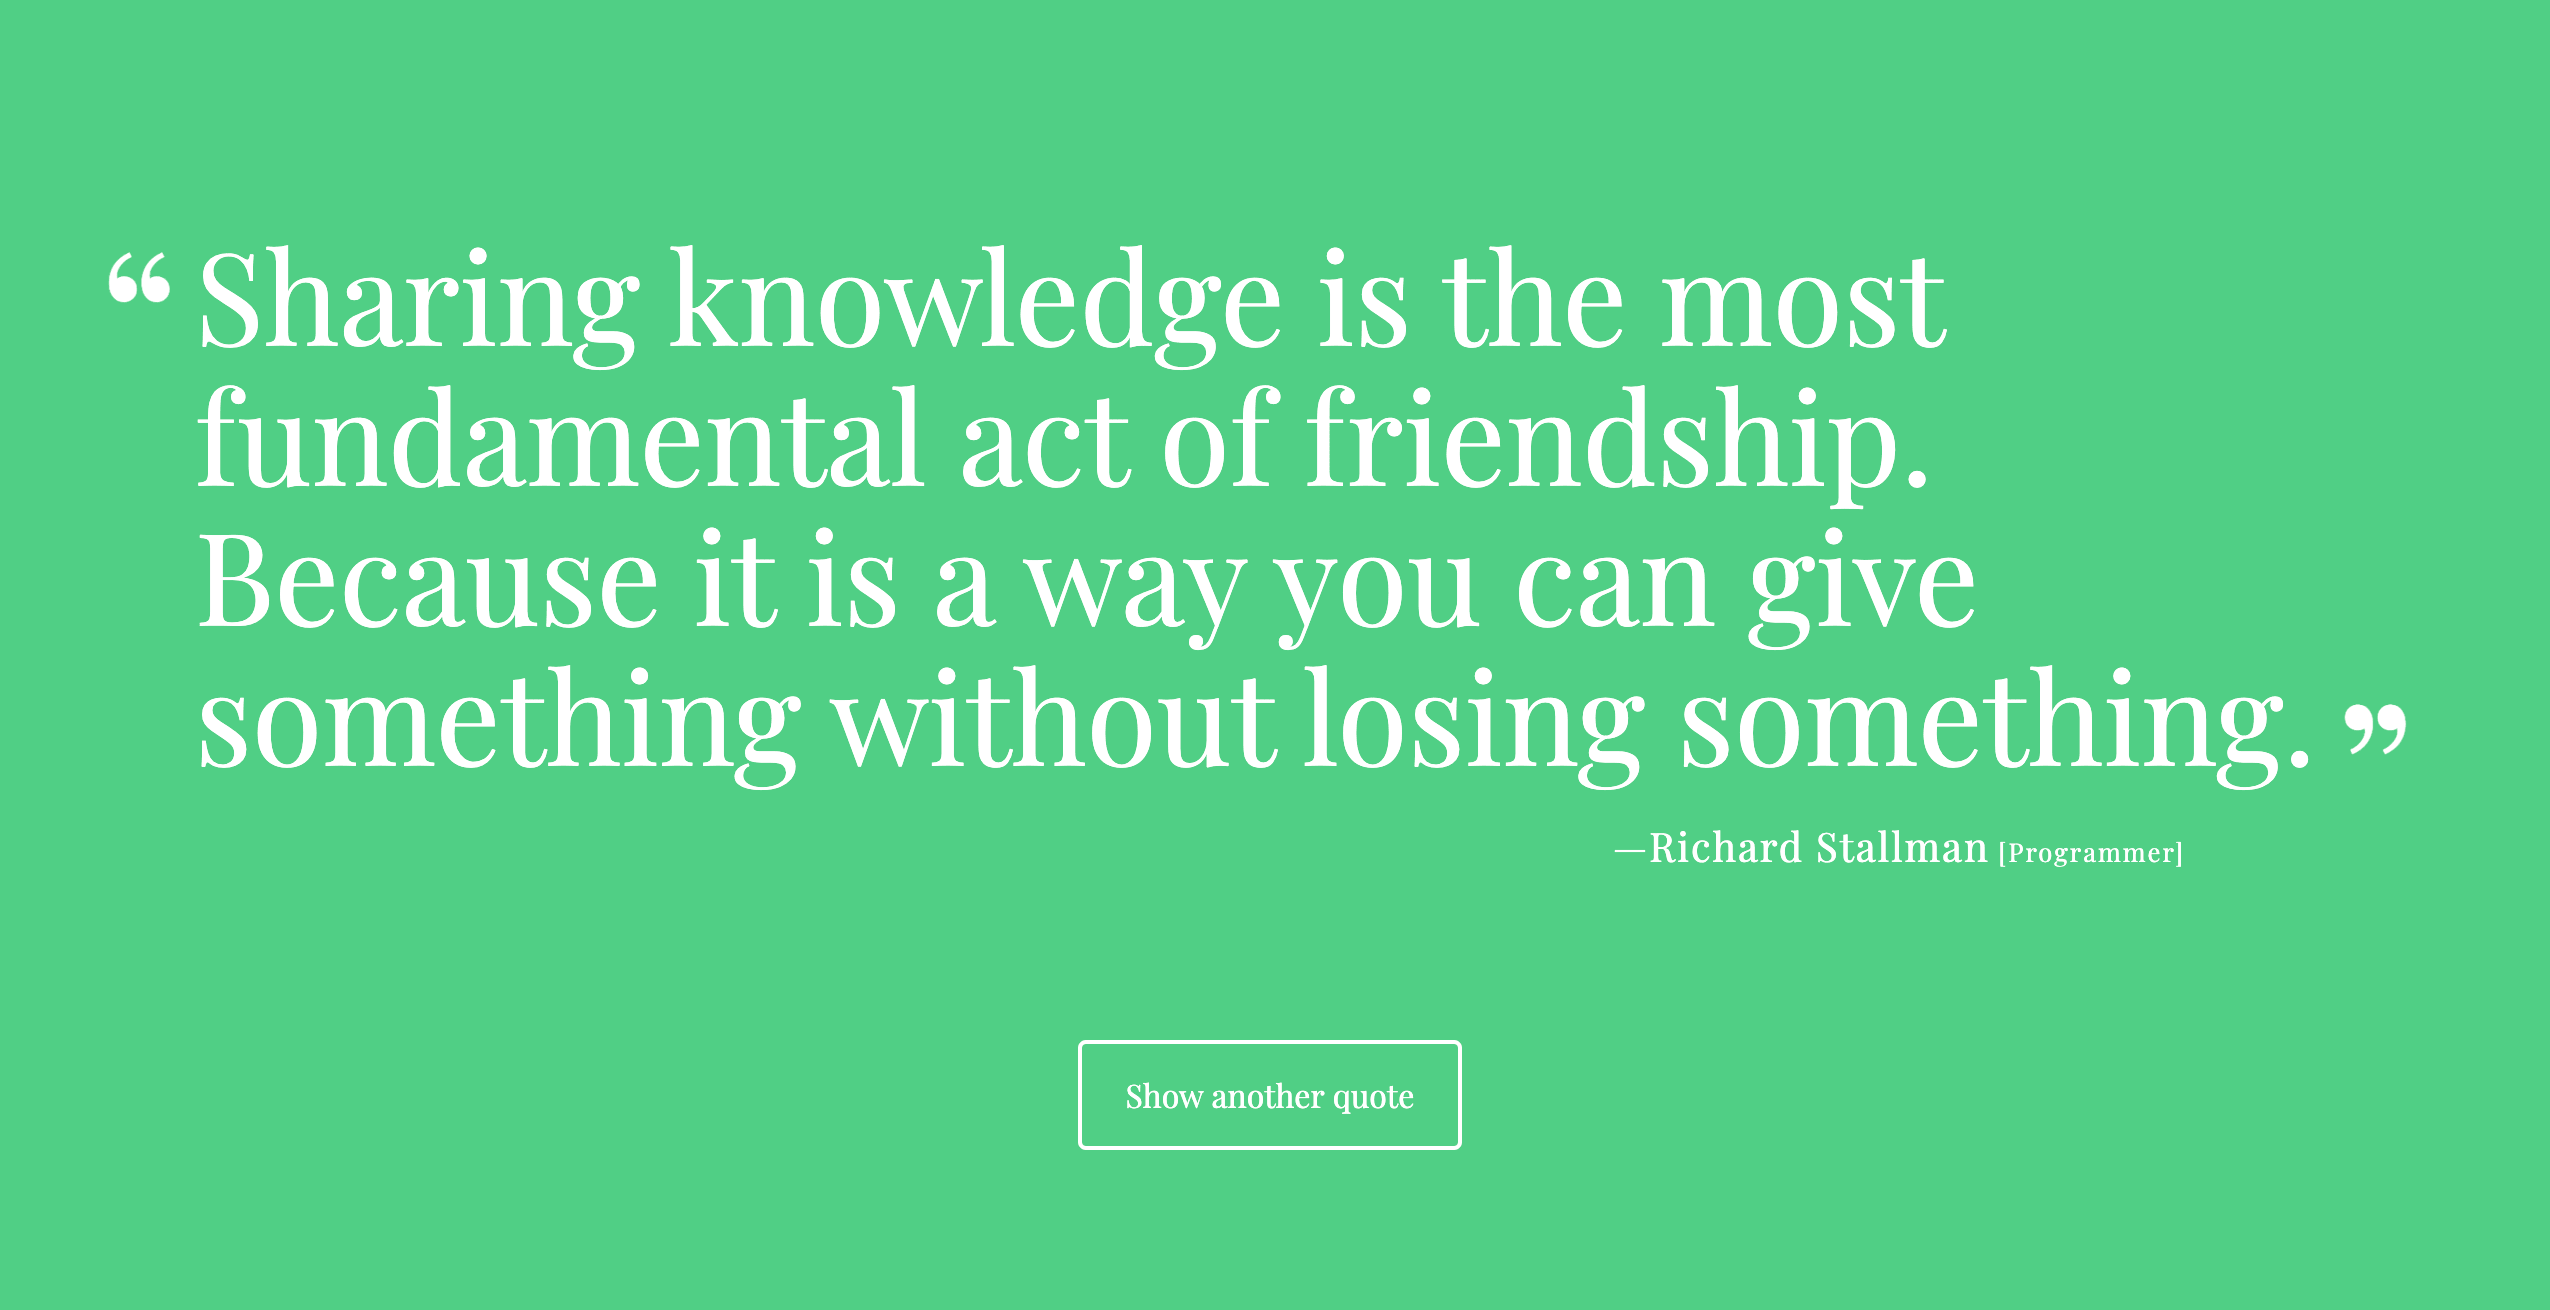 “Sharing knowledge is the most
fundamental act of friendship.
Because it is a way you can give
something without losing something.”
—Richard Stallman [Programmer]
Show another quote